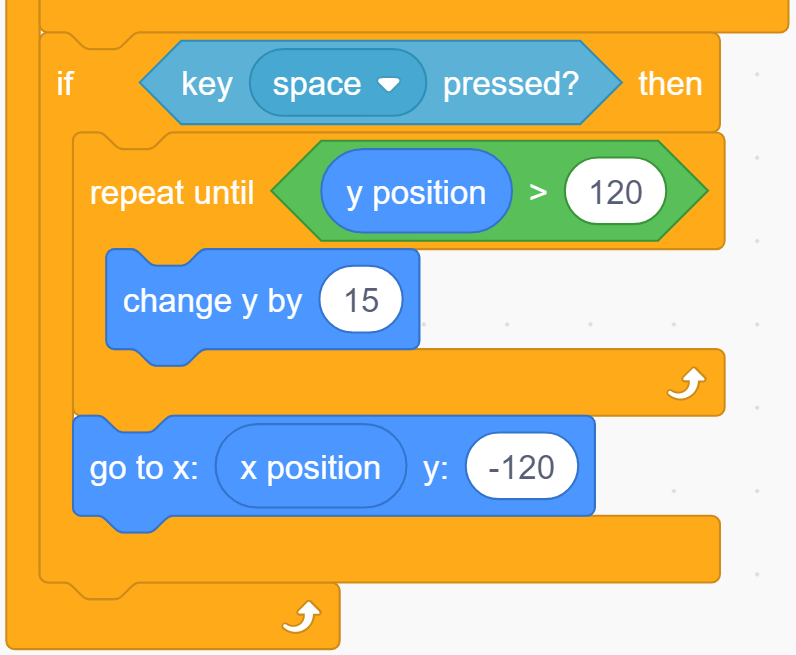 if key space pressed? then
repeat until y position > 120
change y by 15
go to x: x position y: -120